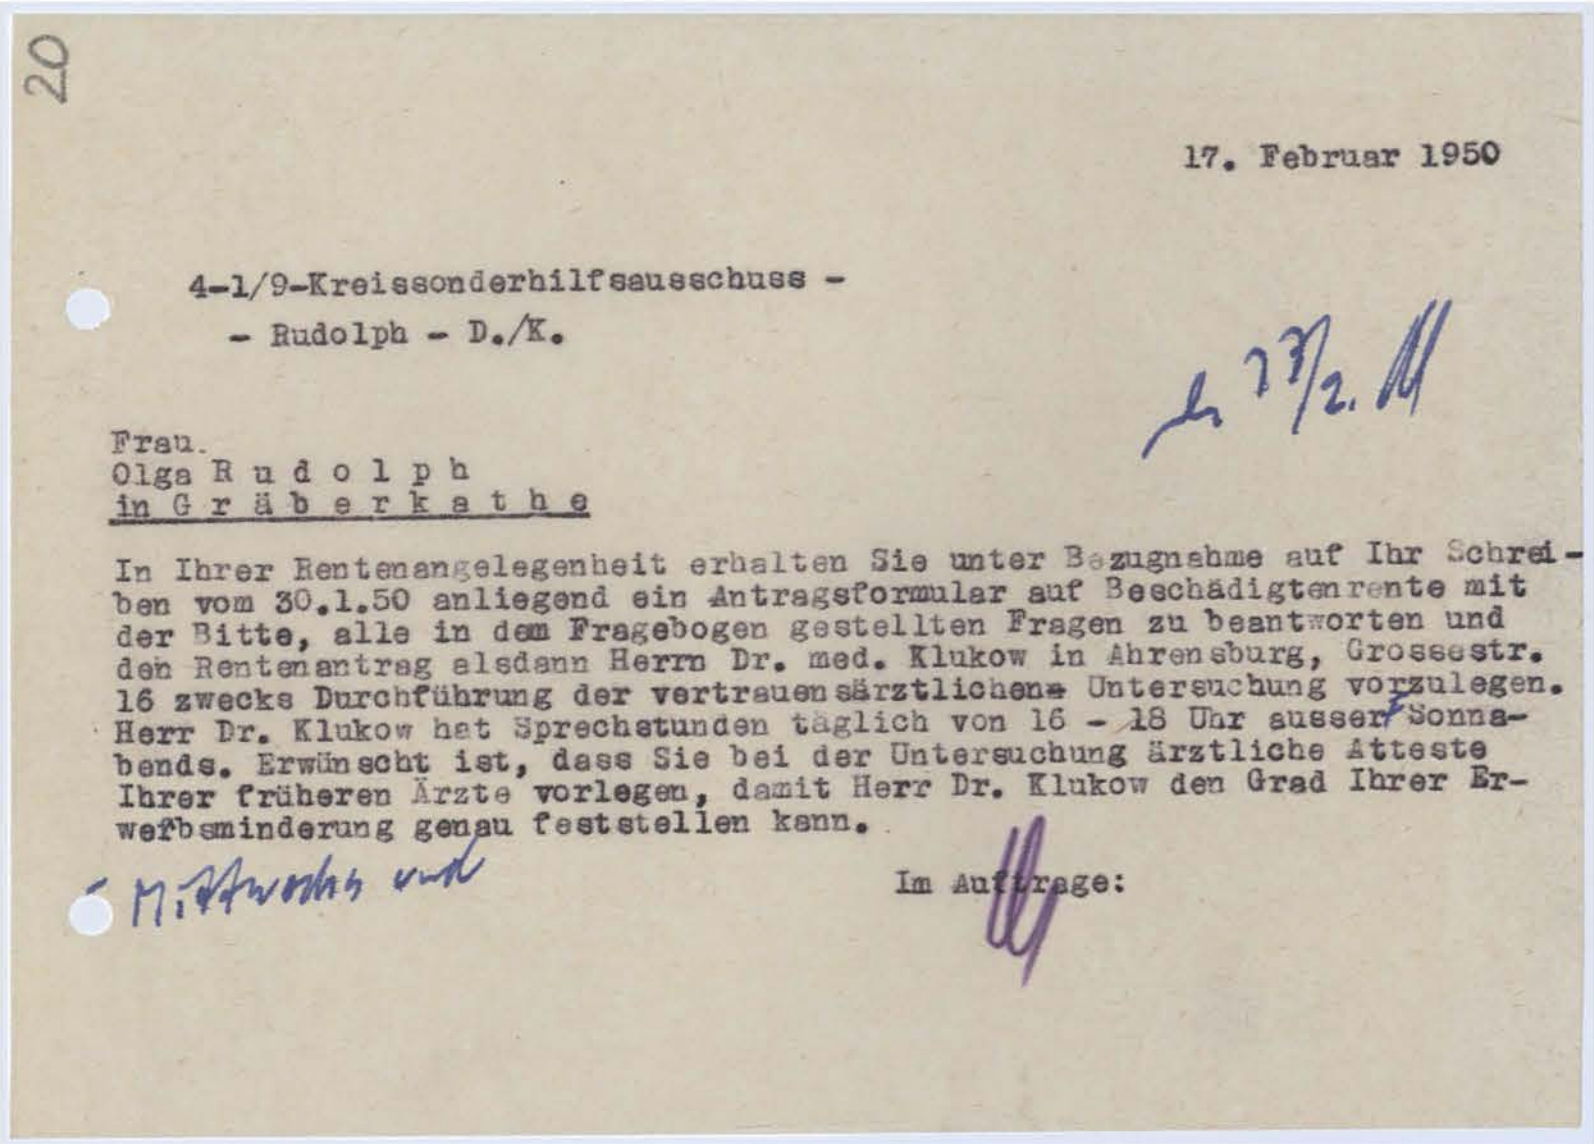 20
17. Februar 1950
4-1/9-Kreissonderhilfsausschuss -
- Rudolph - D./K.
17/2.
Frau.
Olga R u d o l p h
in G r ä b e r k a t h e
In Ihrer Rentenangelegenheit erhalten Sie unter Bezugnahme auf Ihr Schrei-
ben vom 30.1.50 anliegend ein Antragsformular auf Beschädigtenrente mit
der Bitte, alle in dem Fragebogen gestellten Fragen zu beantworten und
den Rentenantrag alsdann Herrn Dr. med. Klukow in Ahrensburg, Grossestr.
16 zwecks Durchführung der vertrauensärztlichen Untersuchung vorzulegen.
Herr Dr. Klukow hat Sprechstunden täglich von 16 - 18 Uhr ausser Sonna-
bends. Erwünscht ist, dass Sie bei der Untersuchung ärztliche Atteste
Ihrer früheren Ärzte vorlegen, damit Herr Dr. Klukow den Grad Ihrer Er-
werbsminderung genau feststellen kann.
Mittwochs und
Im Auftrage: